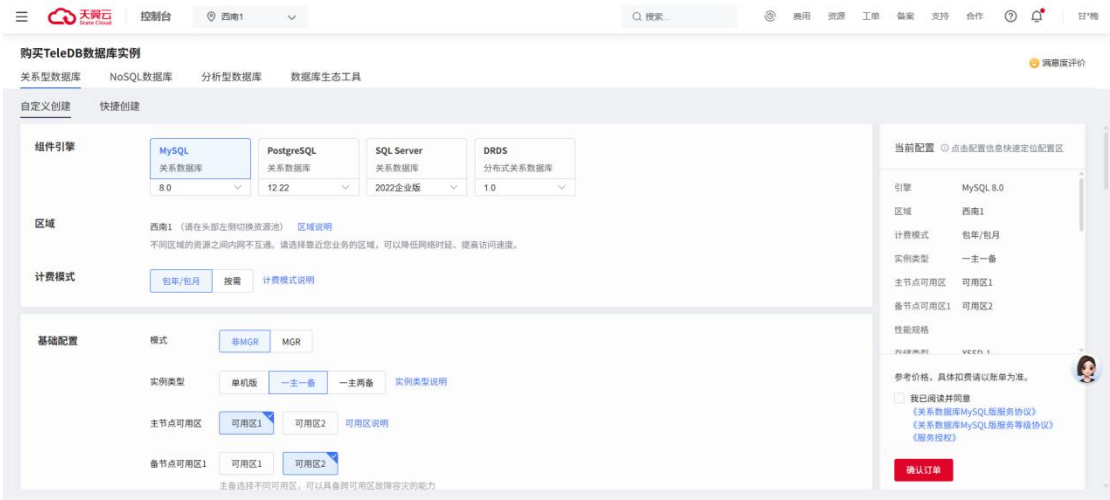 天翼云
State Cloud
控制台
西南1
搜索...
费用 资源 工单 备案 支持 合作
甘*梅
购买TeleDB数据库实例
满意度评价
关系型数据库 NoSQL数据库 分析型数据库 数据库生态工具
自定义创建 快捷创建
组件引擎
MySQL
关系数据库
8.0
PostgreSQL
关系数据库
12.22
SQL Server
关系数据库
2022企业版
DRDS
分布式关系数据库
1.0
区域
西南1 (请在头部左侧切换资源池) 区域说明
不同区域的资源之间内网不互通。请选择靠近您业务的区域，可以降低网络时延、提高访问速度。
计费模式
包年/包月 按需 计费模式说明
基础配置
模式 非MGR MGR
实例类型 单机版 一主一备 一主两备 实例类型说明
主节点可用区 可用区1 可用区2 可用区说明
备节点可用区1 可用区1 可用区2
主备选择不同可用区，可以具备跨可用区故障容灾的能力
当前配置 点击配置信息快速定位配置区
引擎 MySQL 8.0
区域 西南1
计费模式 包年/包月
实例类型 一主一备
主节点可用区 可用区1
备节点可用区1 可用区2
性能规格
存储类型 XSSD-1
参考价格，具体扣费请以账单为准。
我已阅读并同意
《关系数据库MySQL版服务协议》
《关系数据库MySQL版服务等级协议》
《服务授权》
确认订单